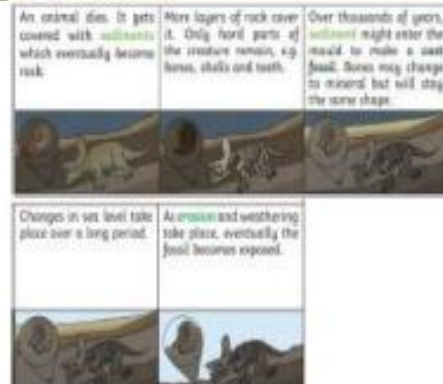 An animal dies. It gets
covered with sediments
which eventually become
rock.
More layers of rock cover
it. Only hard parts of
the creature remain, e.g.
bones, shells and teeth.
Over thousands of years,
sediment might enter the
mould to make a cast
fossil. Bones may change
to mineral but will stay
the same shape.
Changes in sea level take
place over a long period.
As erosion and weathering
take place, eventually the
fossil becomes exposed.